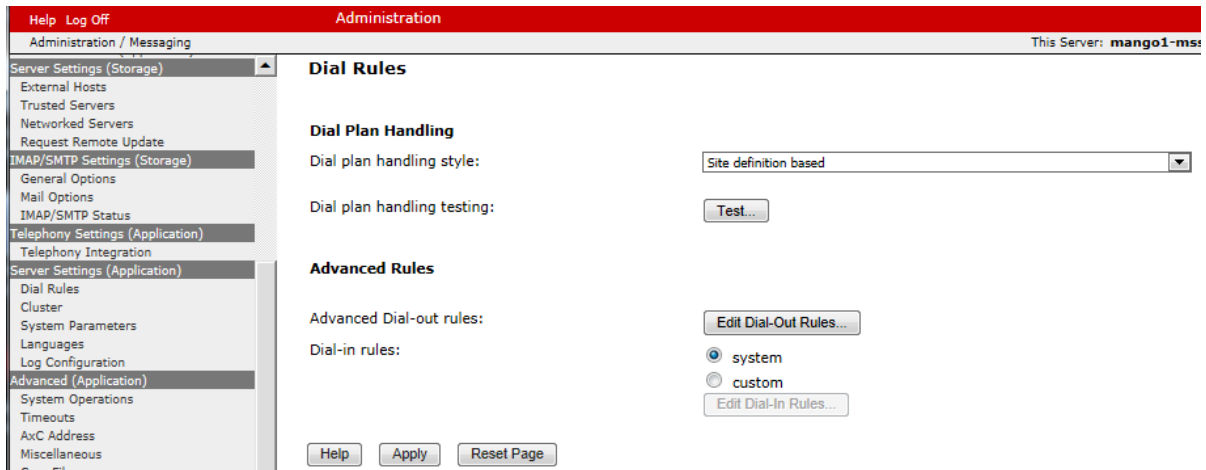 Help Log Off
Administration
Administration / Messaging
This Server: mango1-mss
Server Settings (Storage)
External Hosts
Trusted Servers
Networked Servers
Request Remote Update
IMAP/SMTP Settings (Storage)
General Options
Mail Options
IMAP/SMTP Status
Telephony Settings (Application)
Telephony Integration
Server Settings (Application)
Dial Rules
Cluster
System Parameters
Languages
Log Configuration
Advanced (Application)
System Operations
Timeouts
AxC Address
Miscellaneous
Dial Rules
Dial Plan Handling
Dial plan handling style:
Site definition based
Dial plan handling testing:
Test...
Advanced Rules
Advanced Dial-out rules:
Edit Dial-Out Rules...
Dial-in rules:
system
custom
Edit Dial-In Rules...
Help
Apply
Reset Page